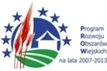 Program
Rozwoju
Obszarów
Wiejskich
na lata 2007-2013